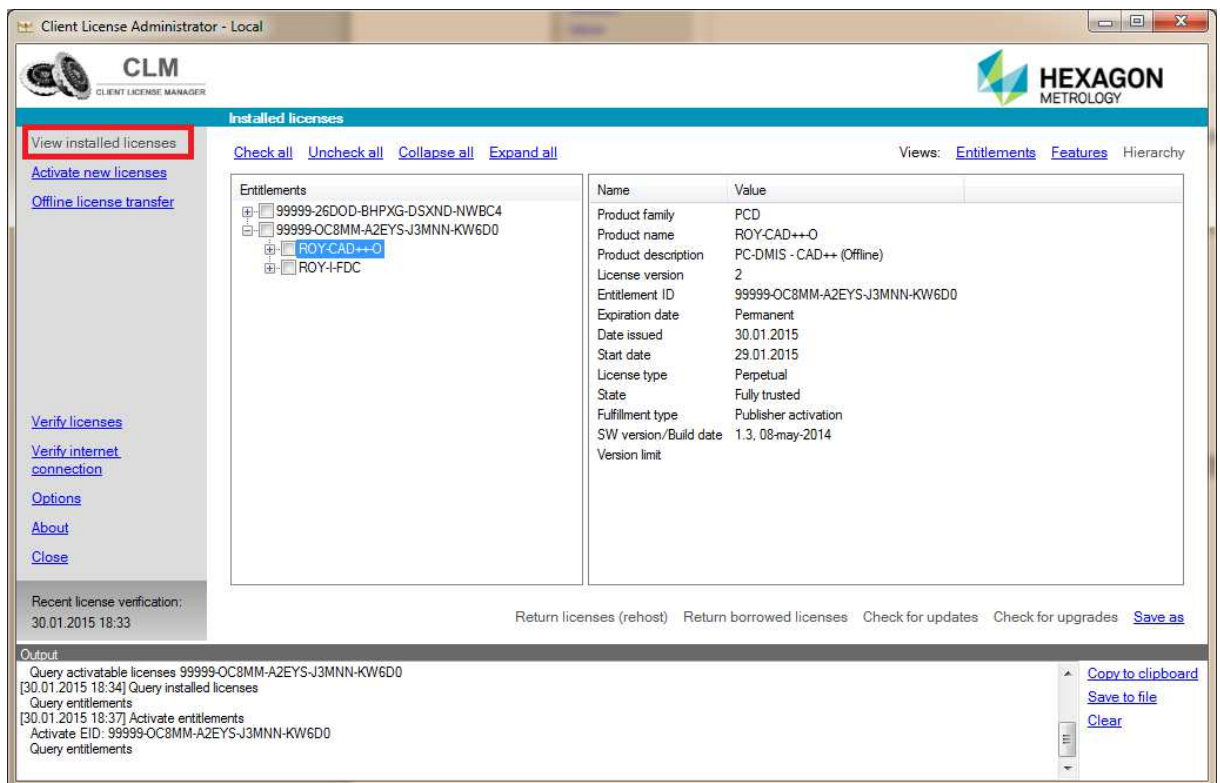 Client License Administrator - Local
CLM
CLIENT LICENSE MANAGER
HEXAGON
METROLOGY
Installed licenses
View installed licenses
Activate new licenses
Offline license transfer
Verify licenses
Verify internet
connection
Options
About
Close
Recent license verification:
30.01.2015 18:33
Check all Uncheck all Collapse all Expand all Views: Entitlements Features Hierarchy
Entitlements
99999-26DOD-BHPXG-DSXND-NWBC4
99999-OC8MM-A2EYS-J3MNN-KW6D0
ROY-CAD++-O
ROY-I-FDC
Name Value
Product family PCD
Product name ROY-CAD++-O
Product description PC-DMIS - CAD++ (Offline)
License version 2
Entitlement ID 99999-OC8MM-A2EYS-J3MNN-KW6D0
Expiration date Permanent
Date issued 30.01.2015
Start date 29.01.2015
License type Perpetual
State Fully trusted
Fulfillment type Publisher activation
SW version/Build date 1.3, 08-may-2014
Version limit
Return licenses (rehost) Return borrowed licenses Check for updates Check for upgrades Save as
Output
Query activatable licenses 99999-OC8MM-A2EYS-J3MNN-KW6D0
[30.01.2015 18:34] Query installed licenses
Query entitlements
[30.01.2015 18:37] Activate entitlements
Activate EID: 99999-OC8MM-A2EYS-J3MNN-KW6D0
Query entitlements
Copy to clipboard
Save to file
Clear